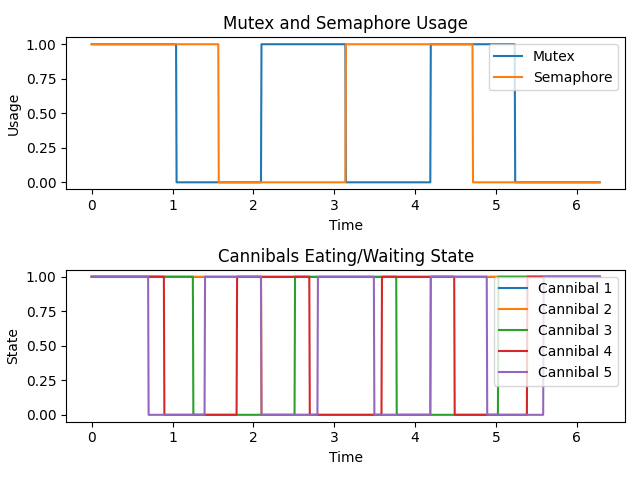 Mutex and Semaphore Usage
1.00
0.75
0.50
0.25
0.00
Usage
Mutex
Semaphore
0 1 2 3 4 5 6
Time
Cannibals Eating/Waiting State
1.00
0.75
0.50
0.25
0.00
State
Cannibal 1
Cannibal 2
Cannibal 3
Cannibal 4
Cannibal 5
0 1 2 3 4 5 6
Time